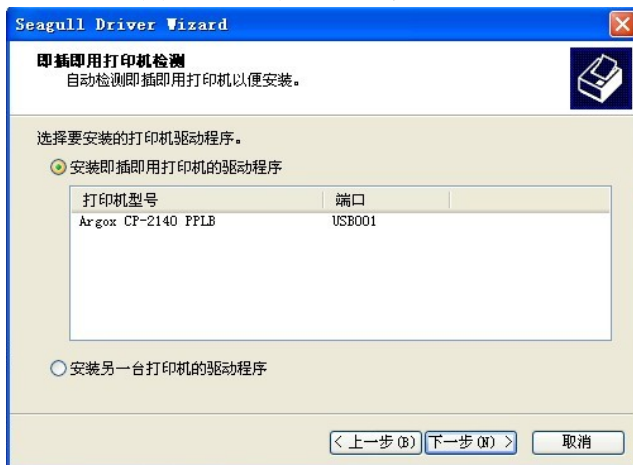 Seagull Driver Wizard
即插即用打印机检测
自动检测即插即用打印机以便安装。
选择要安装的打印机驱动程序。
安装即插即用打印机的驱动程序
打印机型号 端口
Argox CP-2140 PPLB USB001
安装另一台打印机的驱动程序
< 上一步(B) 下一步(N) > 取消